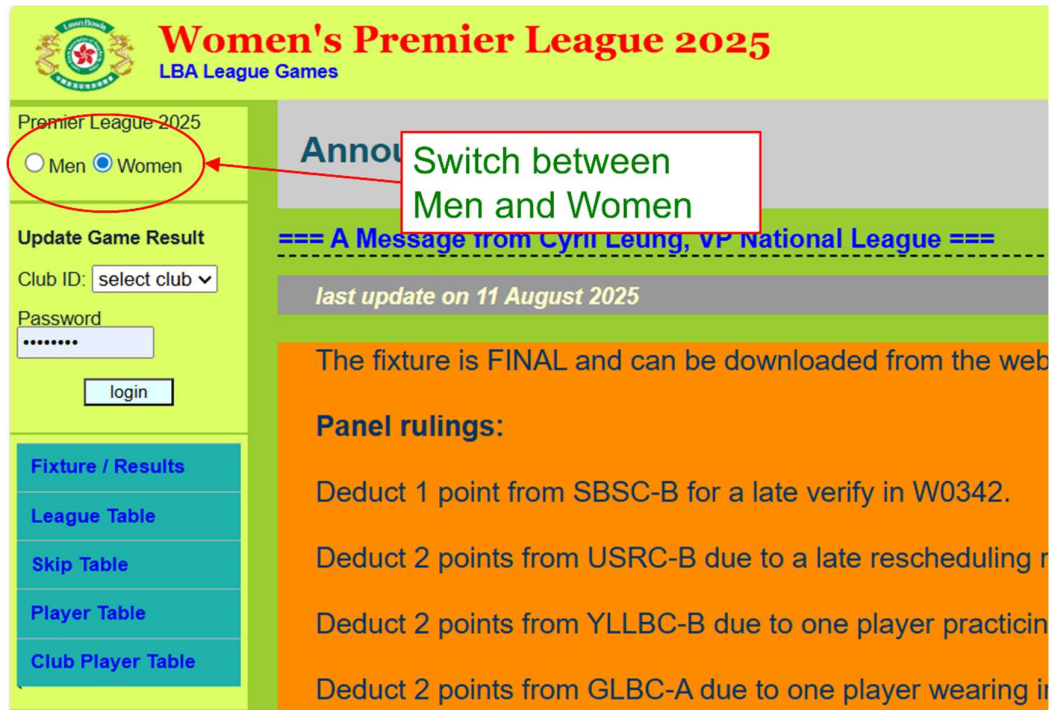 Lawn Bowls
Women's Premier League 2025
LBA League Games
Premier League 2025
Men Women
Switch between
Men and Women
Update Game Result
Club ID: select club
Password
••••••••
login
Fixture / Results
League Table
Skip Table
Player Table
Club Player Table
=== A Message from Cyril Leung, VP National League ===
last update on 11 August 2025
The fixture is FINAL and can be downloaded from the web
Panel rulings:
Deduct 1 point from SBSC-B for a late verify in W0342.
Deduct 2 points from USRC-B due to a late rescheduling
Deduct 2 points from YLLBC-B due to one player practicin
Deduct 2 points from GLBC-A due to one player wearing